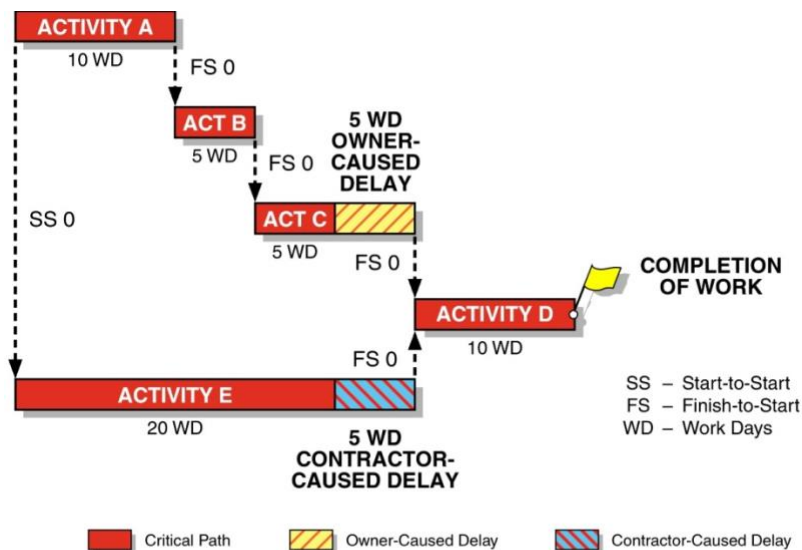 ACTIVITY A
10 WD
FS 0
ACT B
5 WD
FS 0
5 WD
OWNER-
CAUSED
DELAY
SS 0
ACT C
5 WD
FS 0
COMPLETION
OF WORK
ACTIVITY D
10 WD
FS 0
ACTIVITY E
20 WD
5 WD
CONTRACTOR-
CAUSED DELAY
SS – Start-to-Start
FS – Finish-to-Start
WD – Work Days
Critical Path
Owner-Caused Delay
Contractor-Caused Delay